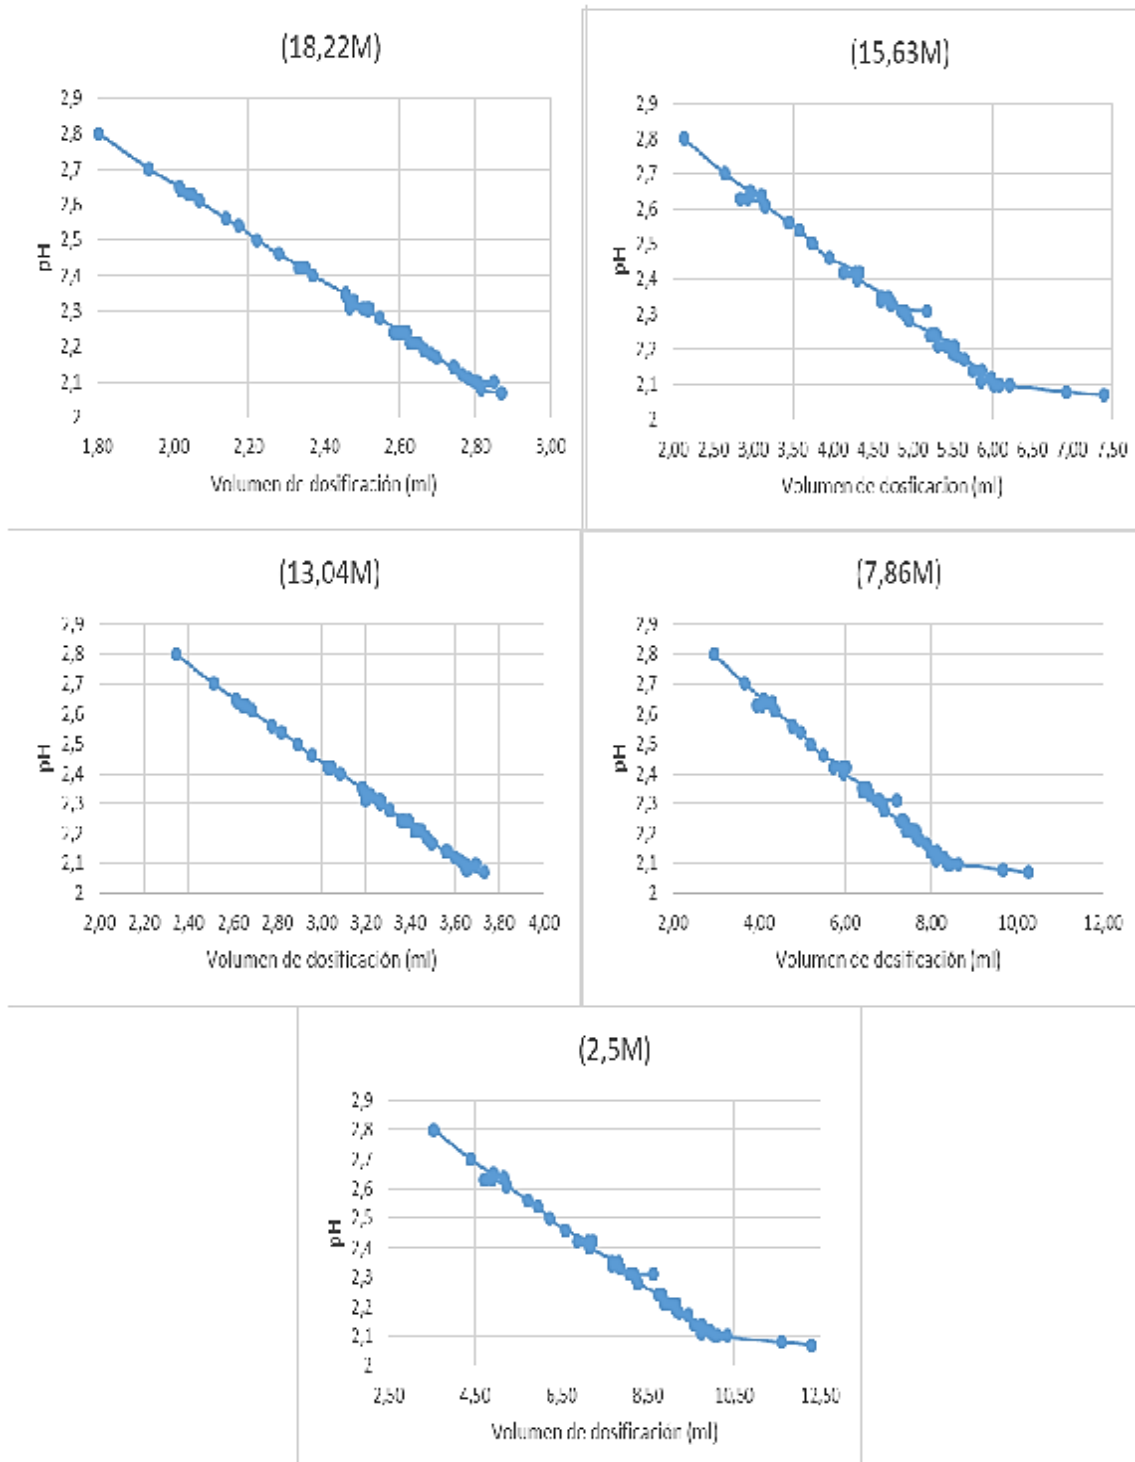 (18,22M)
2,9
2,8
2,7
2,6
2,5
2,4
2,3
2,2
2,1
2
pH
1,80 2,00 2,20 2,40 2,60 2,80 3,00
Volumen de dosificación (ml)
(15,63M)
2,9
2,8
2,7
2,6
2,5
2,4
2,3
2,2
2,1
2
pH
2,00 2,50 3,00 3,50 4,00 4,50 5,00 5,50 6,00 6,50 7,00 7,50
Volumen de dosficacion (ml)
(13,04M)
2,9
2,8
2,7
2,6
2,5
2,4
2,3
2,2
2,1
2
pH
2,00 2,20 2,40 2,60 2,80 3,00 3,20 3,40 3,60 3,80 4,00
Volumen de dosificación (ml)
(7,86M)
2,9
2,8
2,7
2,6
2,5
2,4
2,3
2,2
2,1
2
pH
2,00 4,00 6,00 8,00 10,00 12,00
Volumen de dosificación (ml)
(2,5M)
2,9
2,8
2,7
2,6
2,5
2,4
2,3
2,2
2,1
2
pH
2,50 4,50 6,50 8,50 10,50 12,50
Volumen de dosificación (ml)